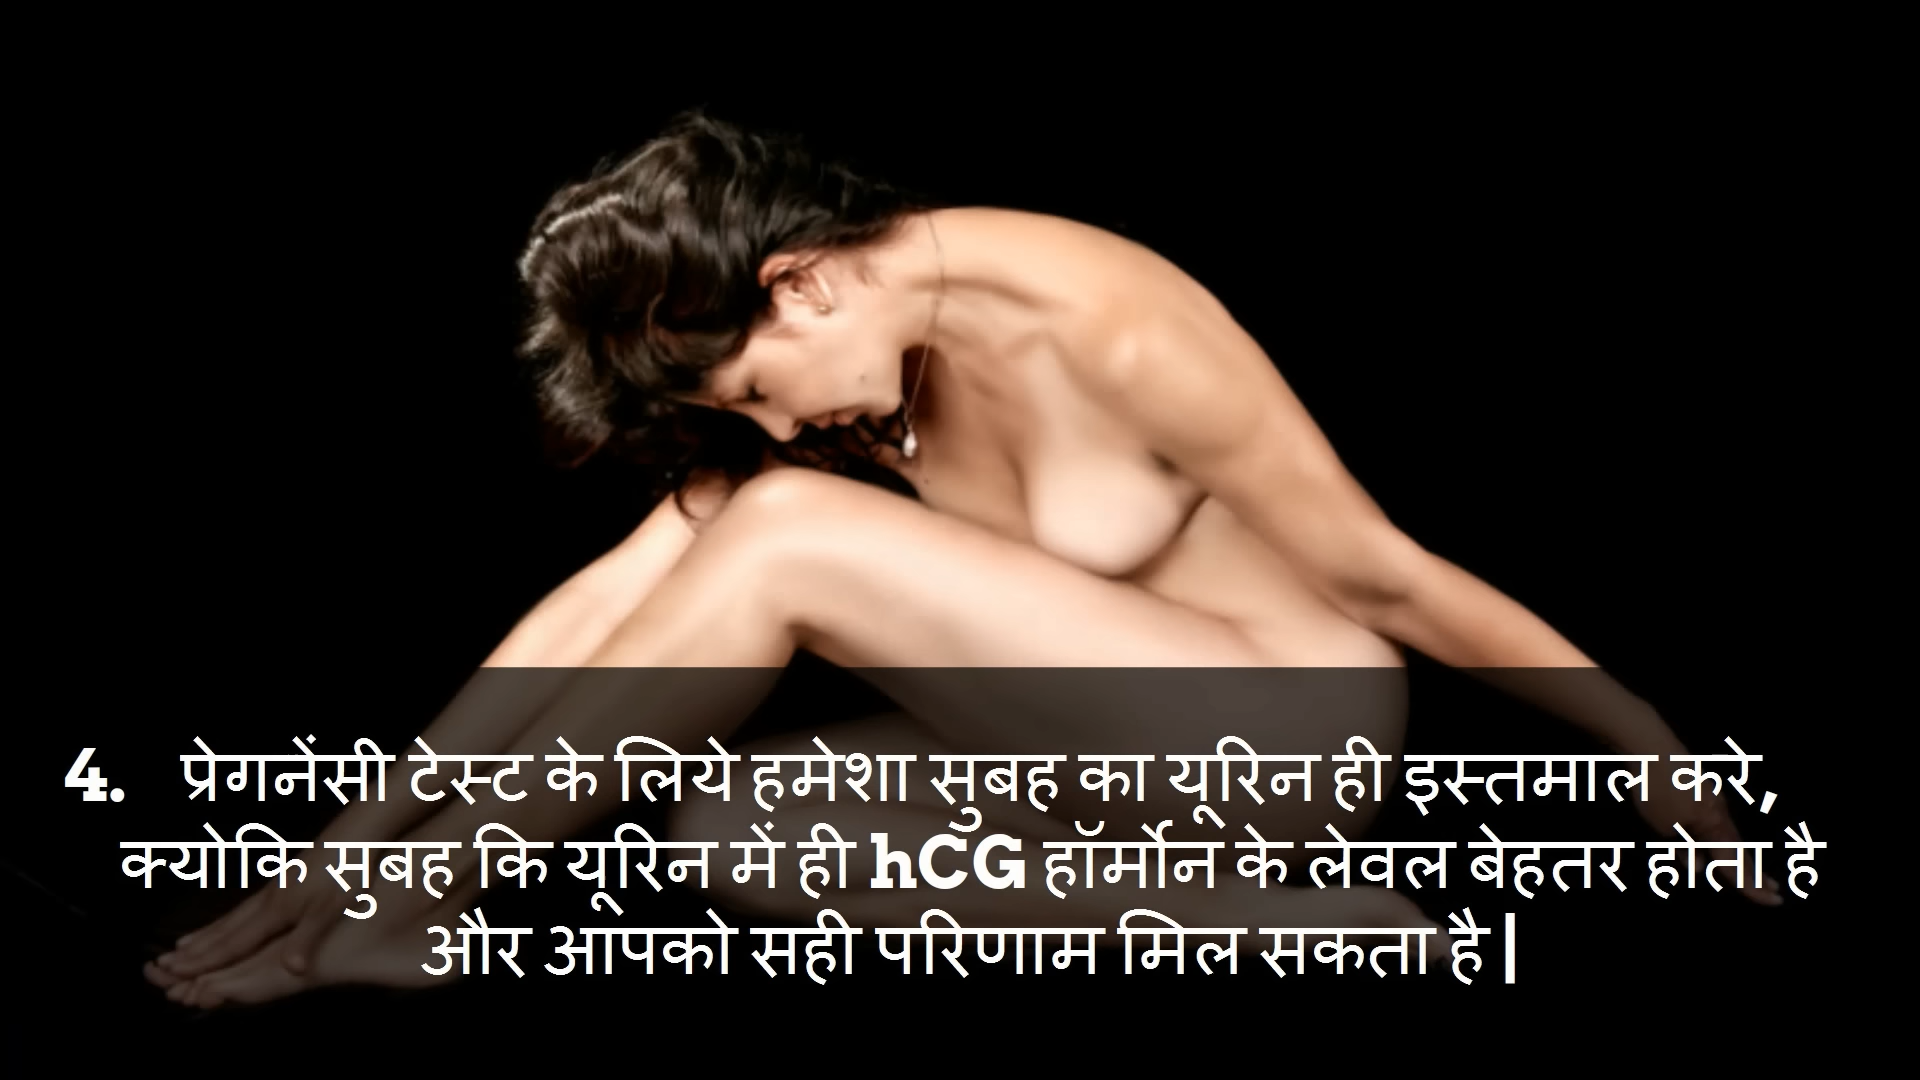 4. प्रेगनेंसी टेस्ट के लिये हमेशा सुबह का यूरिन ही इस्तमाल करे,
क्योकि सुबह कि यूरिन में ही hCG हॉर्मोन के लेवल बेहतर होता है
और आपको सही परिणाम मिल सकता है|